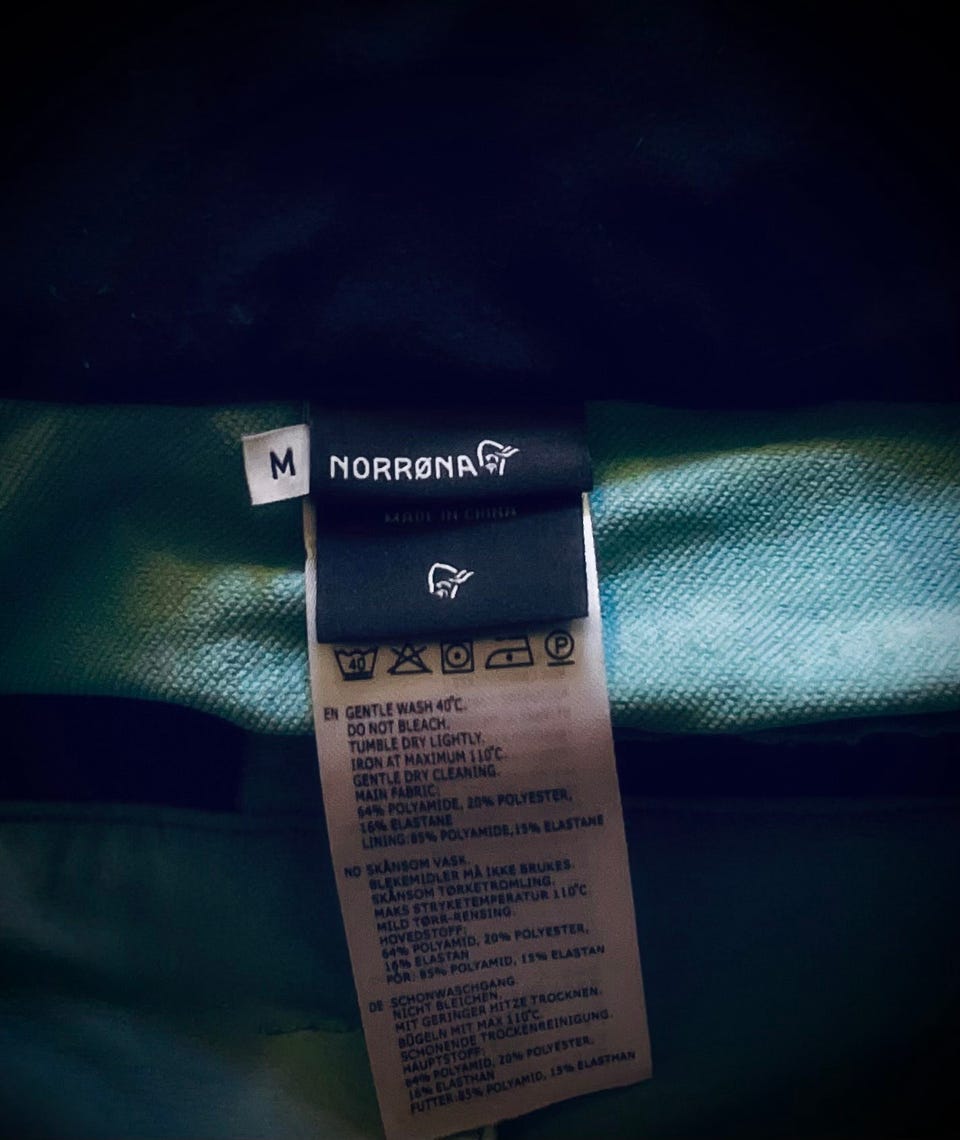 M
NORRØNA
MADE IN CHINA
40
P
EN GENTLE WASH 40°C.
DO NOT BLEACH.
TUMBLE DRY LIGHTLY.
IRON AT MAXIMUM 110°C.
GENTLE DRY CLEANING.
MAIN FABRIC:
64% POLYAMIDE, 20% POLYESTER,
16% ELASTANE
LINING:85% POLYAMIDE,15% ELASTANE
NO SKÅNSOM VASK.
BLEKEMIDLER MÅ IKKE BRUKES.
SKÅNSOM TØRKETROMLING.
MAKS STRYKETEMPERATUR 110°C
MILD TØRR-RENSING.
HOVEDSTOFF:
64% POLYAMID, 20% POLYESTER,
16% ELASTAN
FÔR: 85% POLYAMID, 15% ELASTAN
DE SCHONWASCHGANG.
NICHT BLEICHEN.
MIT GERINGER HITZE TROCKNEN.
BÜGELN MIT MAX 110°C.
SCHONENDE TROCKENREINIGUNG.
HAUPTSTOFF:
64% POLYAMID, 20% POLYESTER,
16% ELASTHAN
FUTTER:85% POLYAMID, 15% ELASTHAN